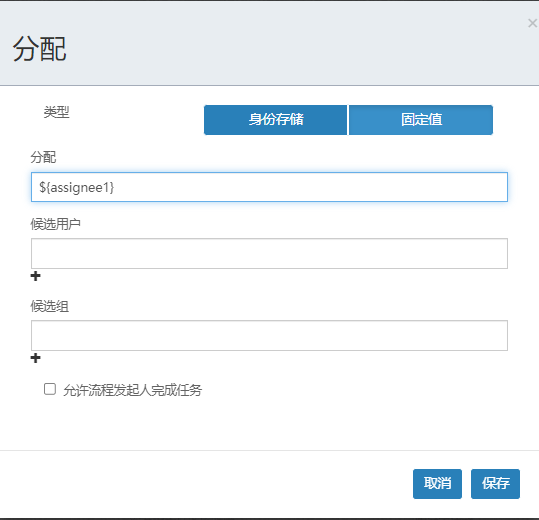 ×
分配
类型
身份存储 固定值
分配
${assignee1}
候选用户
+
候选组
+
允许流程发起人完成任务
取消 保存